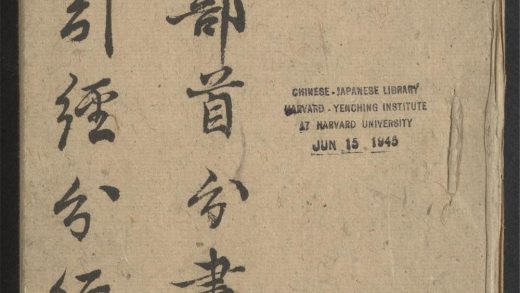 部首分書
引經分
CHINESE-JAPANESE LIBRARY
HARVARD-YENCHING INSTITUTE
AT HARVARD UNIVERSITY
JUN 15 1945